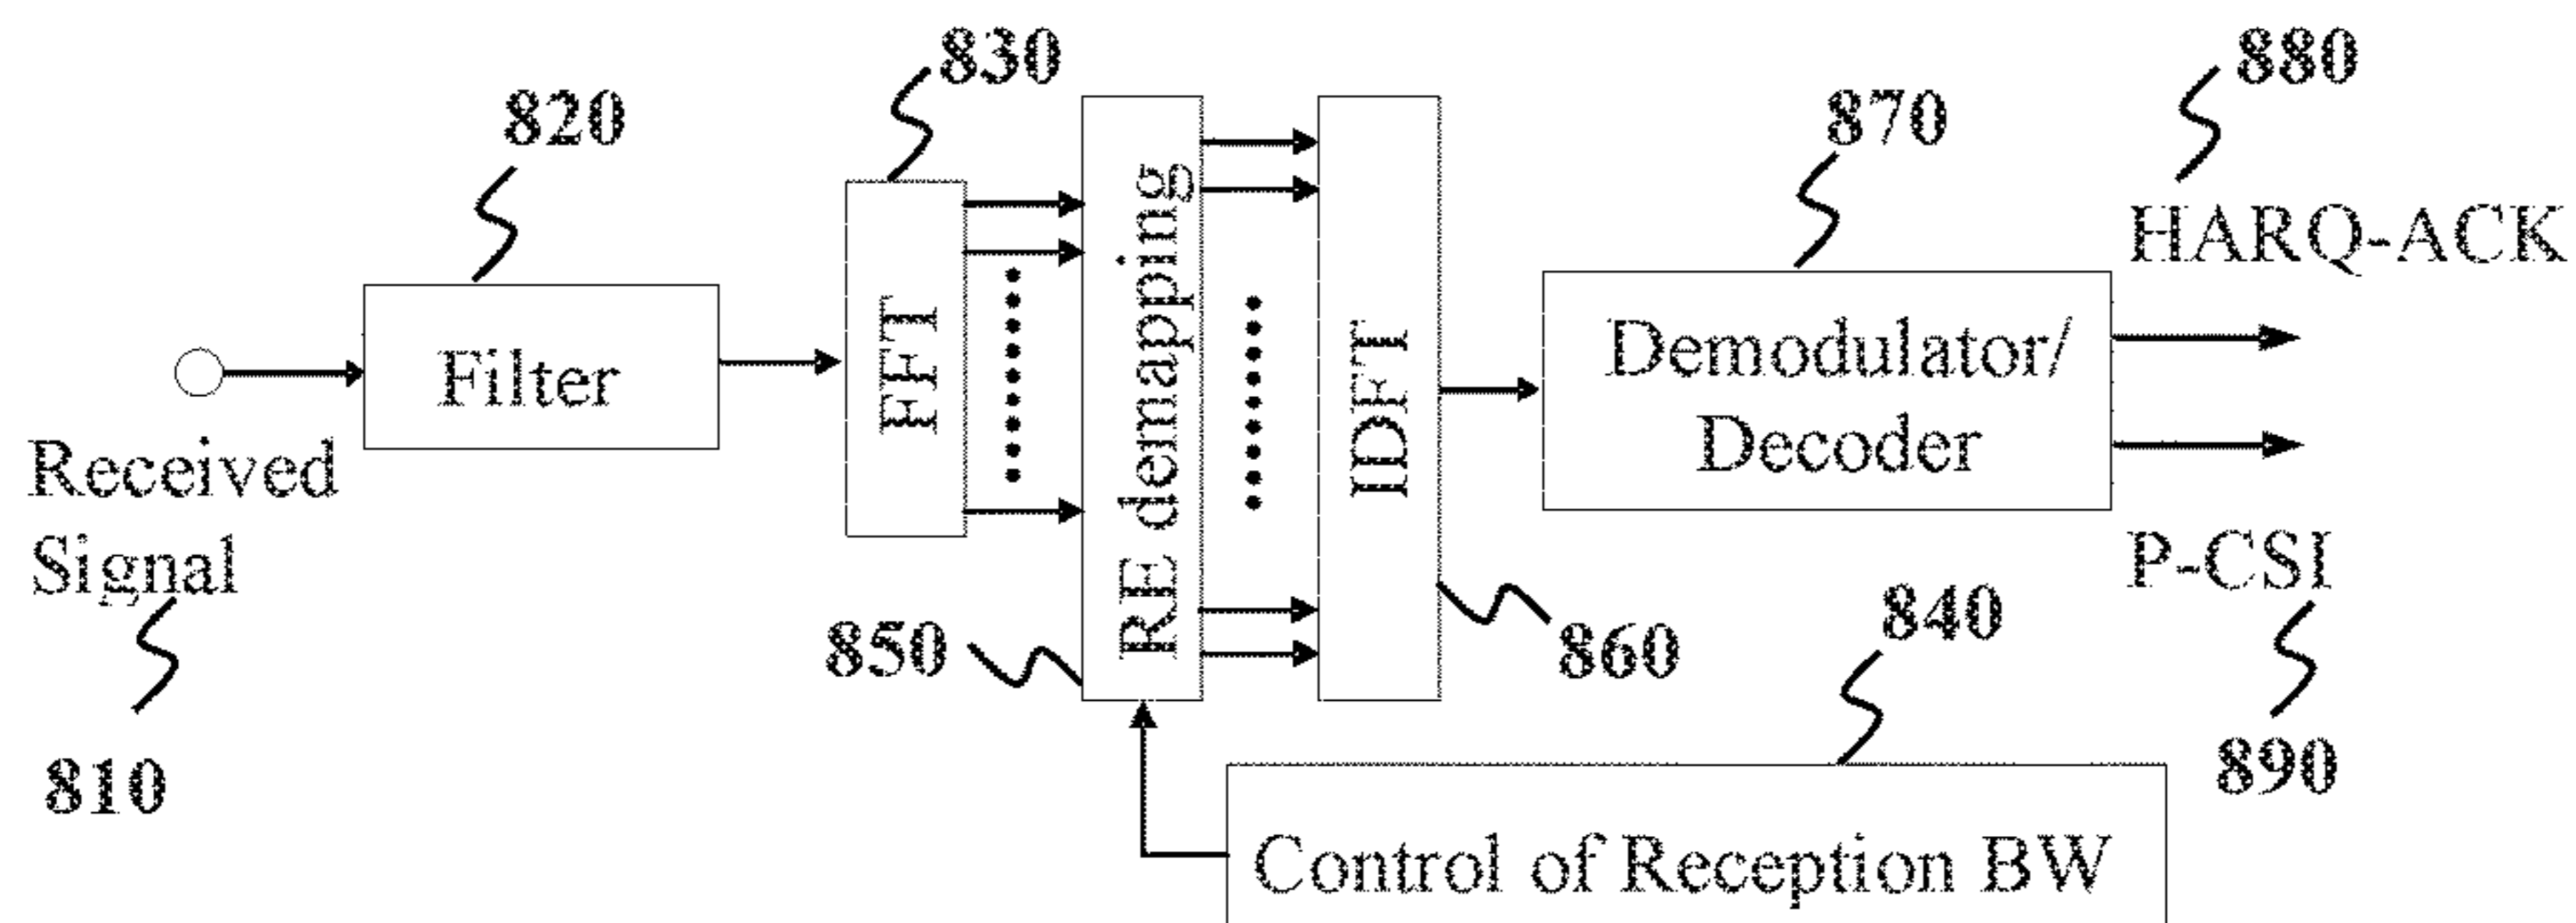 830
880
820
870
HARQ-ACK
FFT
RE demapping
IDFT
Filter
Demodulator/
Decoder
Received
Signal
P-CSI
850
860
840
810
890
Control of Reception BW